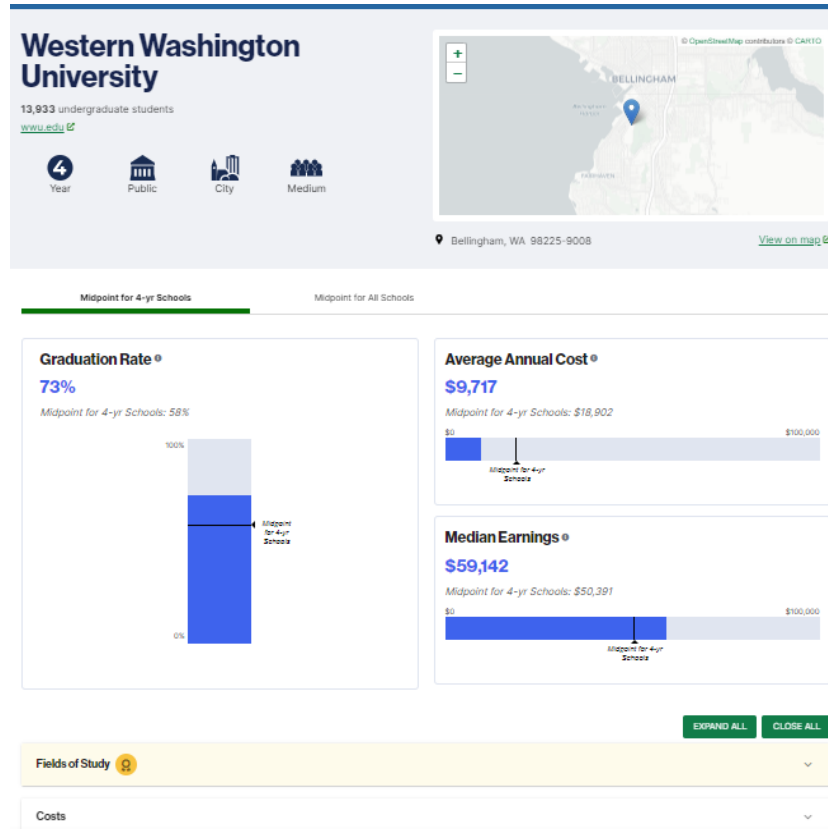 Western Washington
University
13,933 undergraduate students
wwu.edu
4
Year
Public
City
Medium
+
−
© OpenStreetMap contributors © CARTO
BELLINGHAM
FAIRHAVEN
Bellingham, WA 98225-9008
View on map
Midpoint for 4-yr Schools
Midpoint for All Schools
Graduation Rate
73%
Midpoint for 4-yr Schools: 58%
100%
Midpoint
for 4-yr
Schools
0%
Average Annual Cost
$9,717
Midpoint for 4-yr Schools: $18,902
$0
$100,000
Midpoint for 4-yr
Schools
Median Earnings
$59,142
Midpoint for 4-yr Schools: $50,391
$0
$100,000
Midpoint for 4-yr
Schools
EXPAND ALL
CLOSE ALL
Fields of Study
Costs